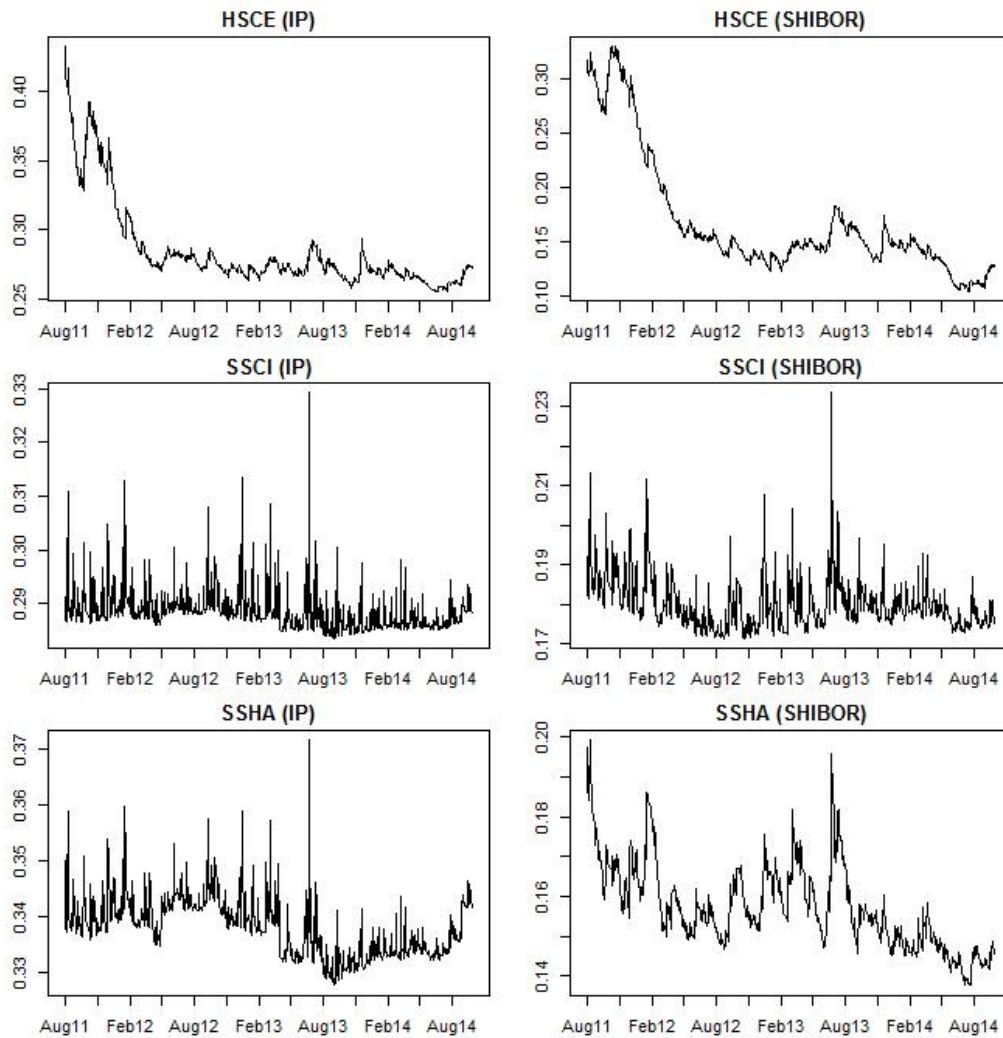 HSCE (IP)
0.40
0.35
0.30
0.25
Aug11 Feb12 Aug12 Feb13 Aug13 Feb14 Aug14
HSCE (SHIBOR)
0.30
0.25
0.20
0.15
0.10
Aug11 Feb12 Aug12 Feb13 Aug13 Feb14 Aug14
SSCI (IP)
0.33
0.32
0.31
0.30
0.29
Aug11 Feb12 Aug12 Feb13 Aug13 Feb14 Aug14
SSCI (SHIBOR)
0.23
0.21
0.19
0.17
Aug11 Feb12 Aug12 Feb13 Aug13 Feb14 Aug14
SSHA (IP)
0.37
0.36
0.35
0.34
0.33
Aug11 Feb12 Aug12 Feb13 Aug13 Feb14 Aug14
SSHA (SHIBOR)
0.20
0.18
0.16
0.14
Aug11 Feb12 Aug12 Feb13 Aug13 Feb14 Aug14